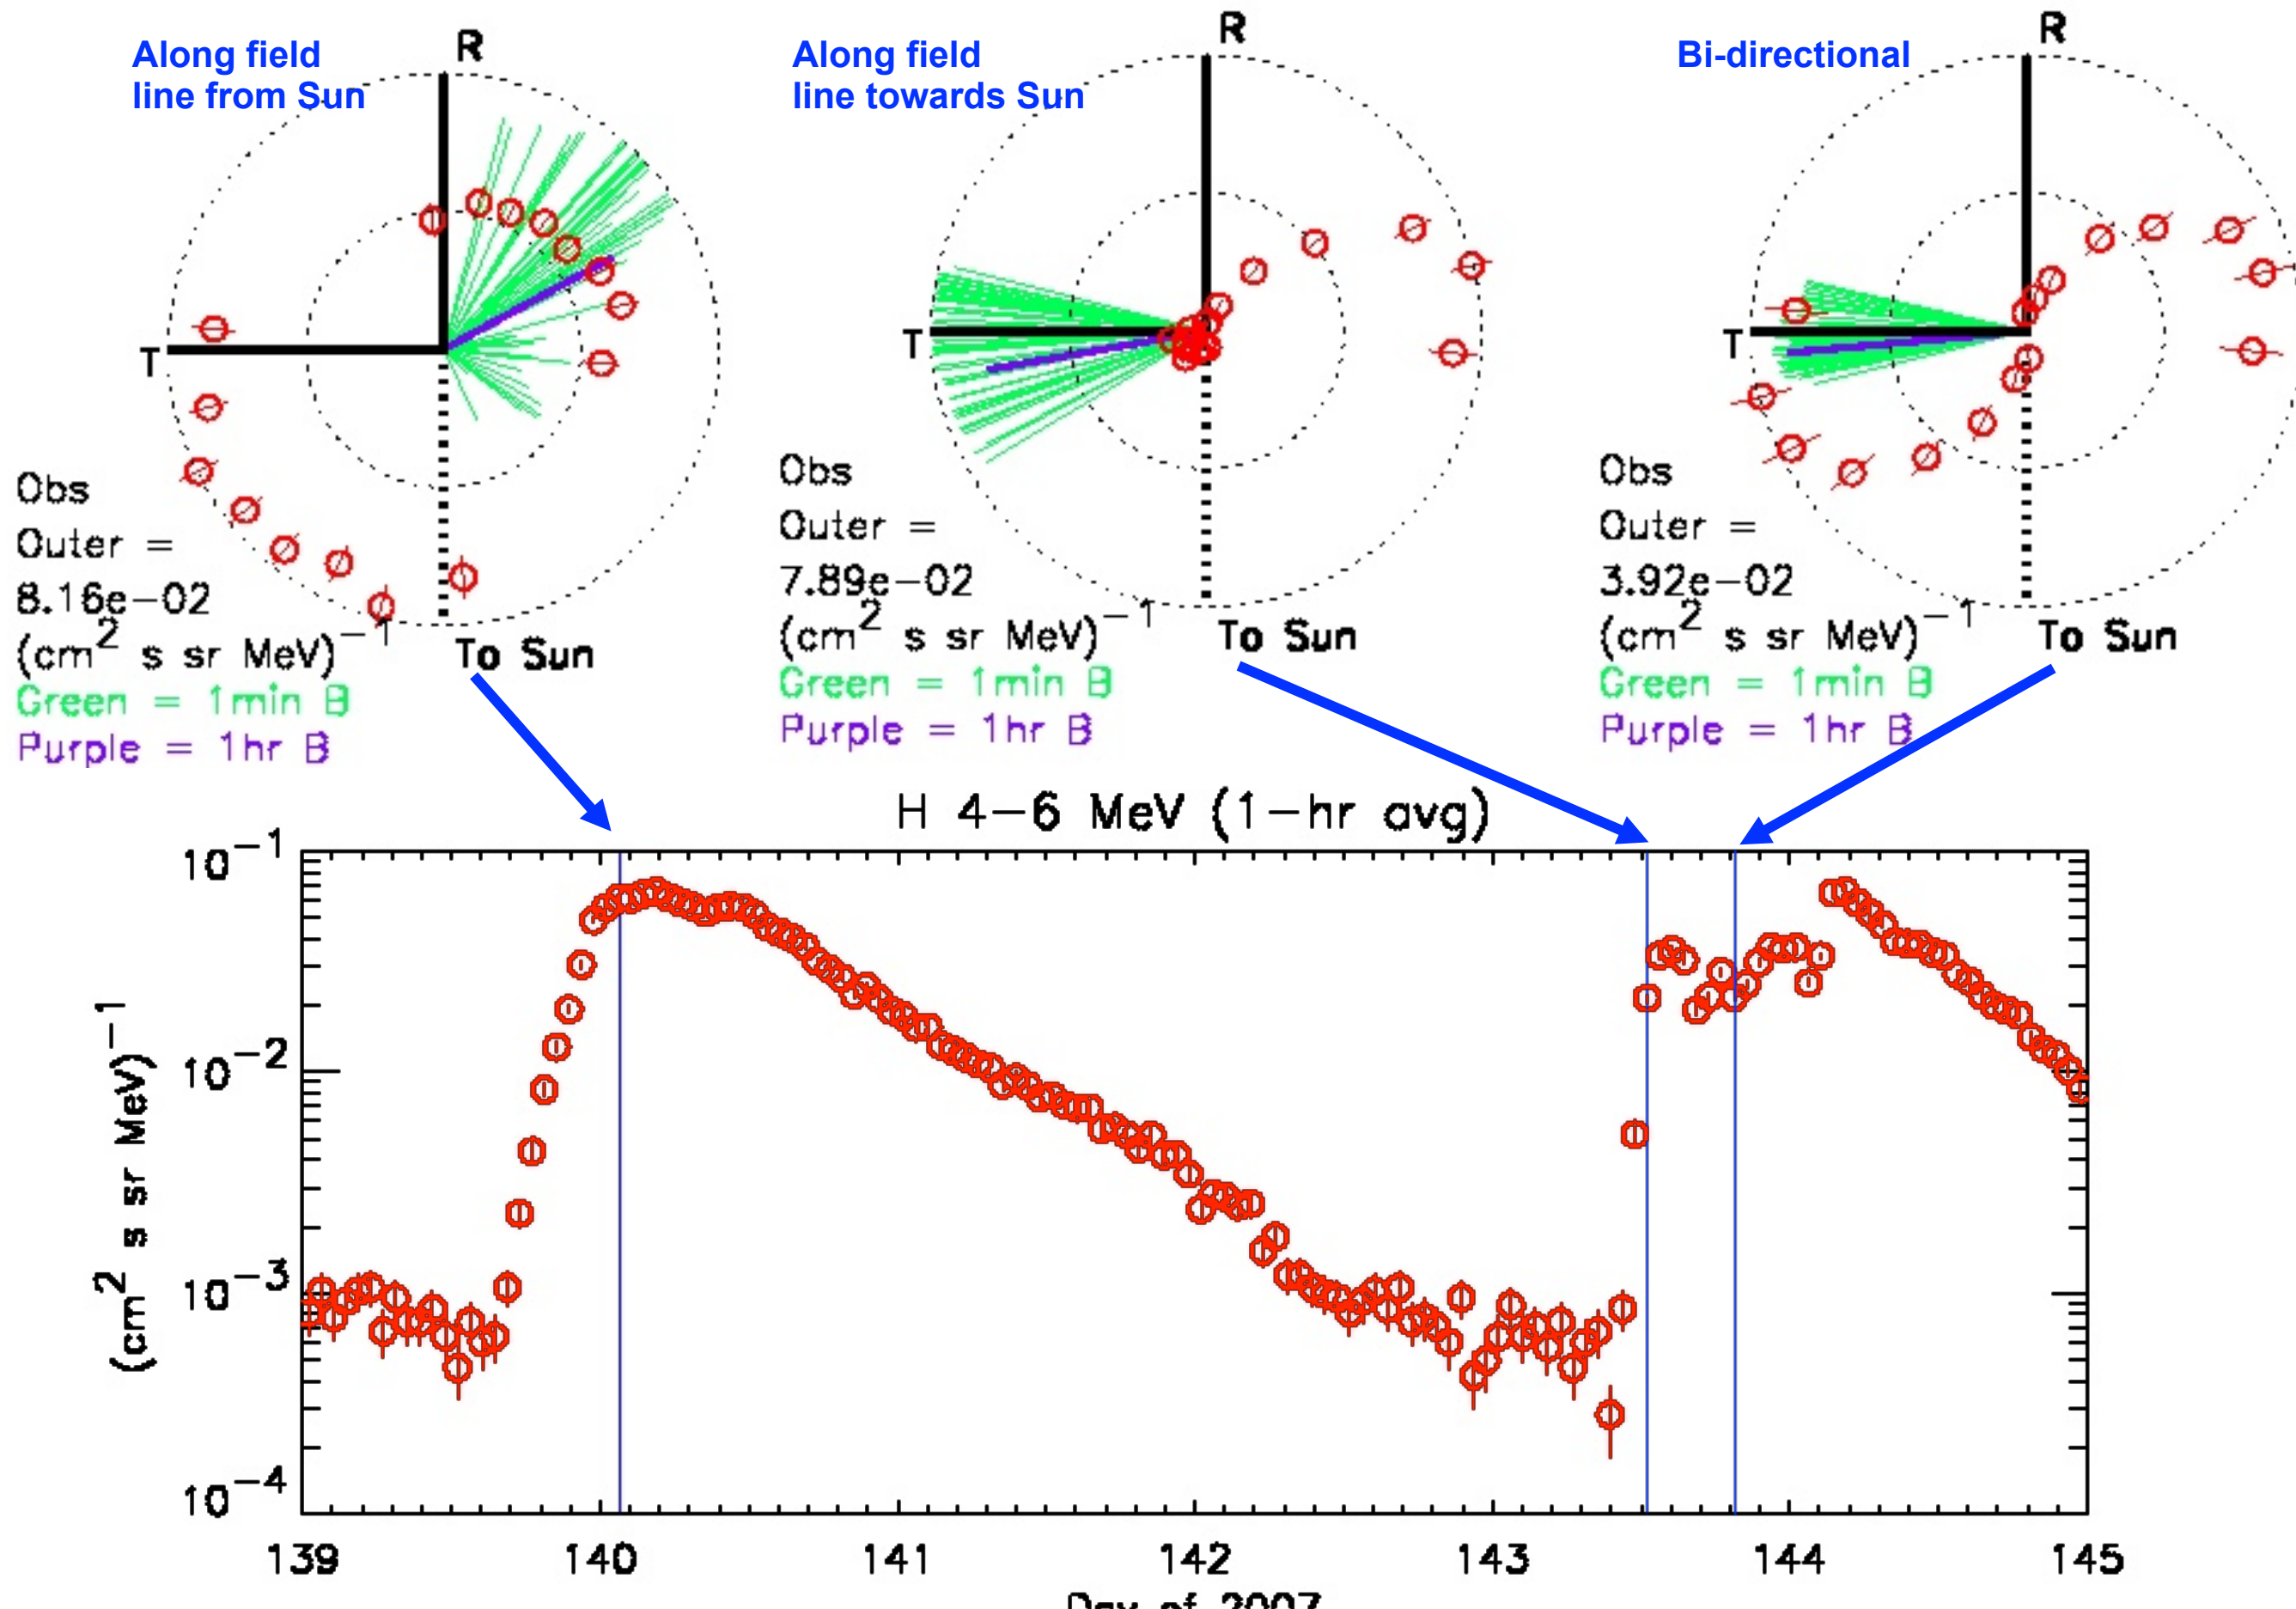 Along field
line from Sun
R
T
Obs
Outer =
8.16e-02
(cm² s sr MeV)⁻¹
To Sun
Green = 1min B
Purple = 1hr B
Along field
line towards Sun
R
T
Obs
Outer =
7.89e-02
(cm² s sr MeV)⁻¹
To Sun
Green = 1min B
Purple = 1hr B
Bi-directional
R
T
Obs
Outer =
3.92e-02
(cm² s sr MeV)⁻¹
To Sun
Green = 1min B
Purple = 1hr B
H 4-6 MeV (1-hr avg)
(cm² s sr MeV)⁻¹
10⁻¹
10⁻²
10⁻³
10⁻⁴
139 140 141 142 143 144 145
Day of 2007